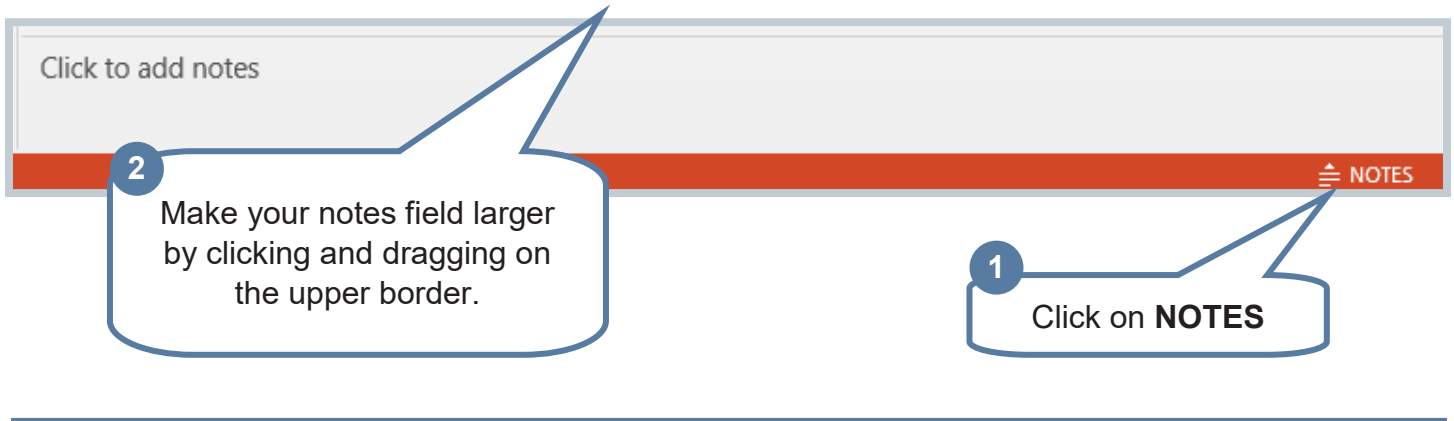 Click to add notes
NOTES
2
Make your notes field larger
by clicking and dragging on
the upper border.
1
Click on NOTES